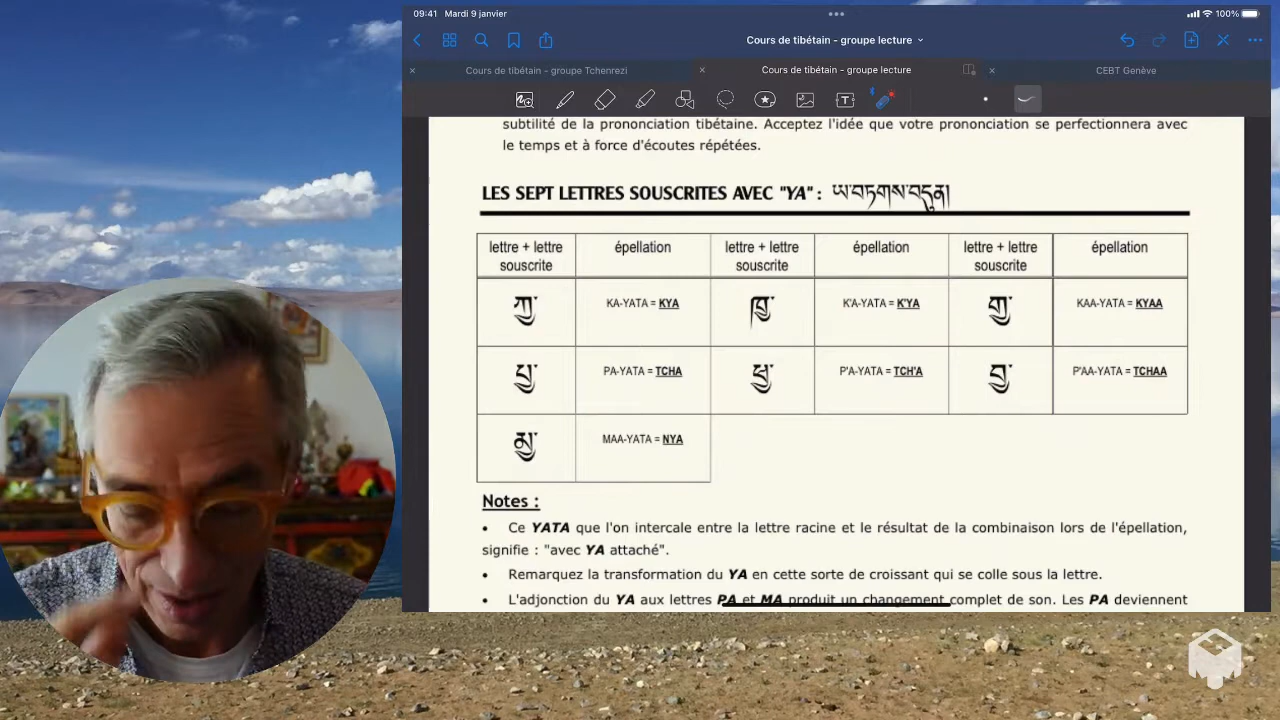 09:41 Mardi 9 janvier
100%
Cours de tibétain - groupe lecture
Cours de tibétain - groupe Tchenrezi
Cours de tibétain - groupe lecture
CEBT Genève
subtilité de la prononciation tibétaine. Acceptez l'idée que votre prononciation se perfectionnera avec
le temps et à force d'écoutes répétées.
LES SEPT LETTRES SOUSCRITES AVEC "YA" : ཡ་བཏགས་བདུན།
lettre + lettre souscrite épellation lettre + lettre souscrite épellation lettre + lettre souscrite épellation
ཀྱ་ KA-YATA = KYA ཁྱ་ K'A-YATA = K'YA གྱ་ KAA-YATA = KYAA
པྱ་ PA-YATA = TCHA ཕྱ་ P'A-YATA = TCH'A བྱ་ P'AA-YATA = TCHAA
མྱ་ MAA-YATA = NYA
Notes :
• Ce YATA que l'on intercale entre la lettre racine et le résultat de la combinaison lors de l'épellation,
signifie : "avec YA attaché".
• Remarquez la transformation du YA en cette sorte de croissant qui se colle sous la lettre.
• L'adjonction du YA aux lettres PA et MA produit un changement complet de son. Les PA deviennent